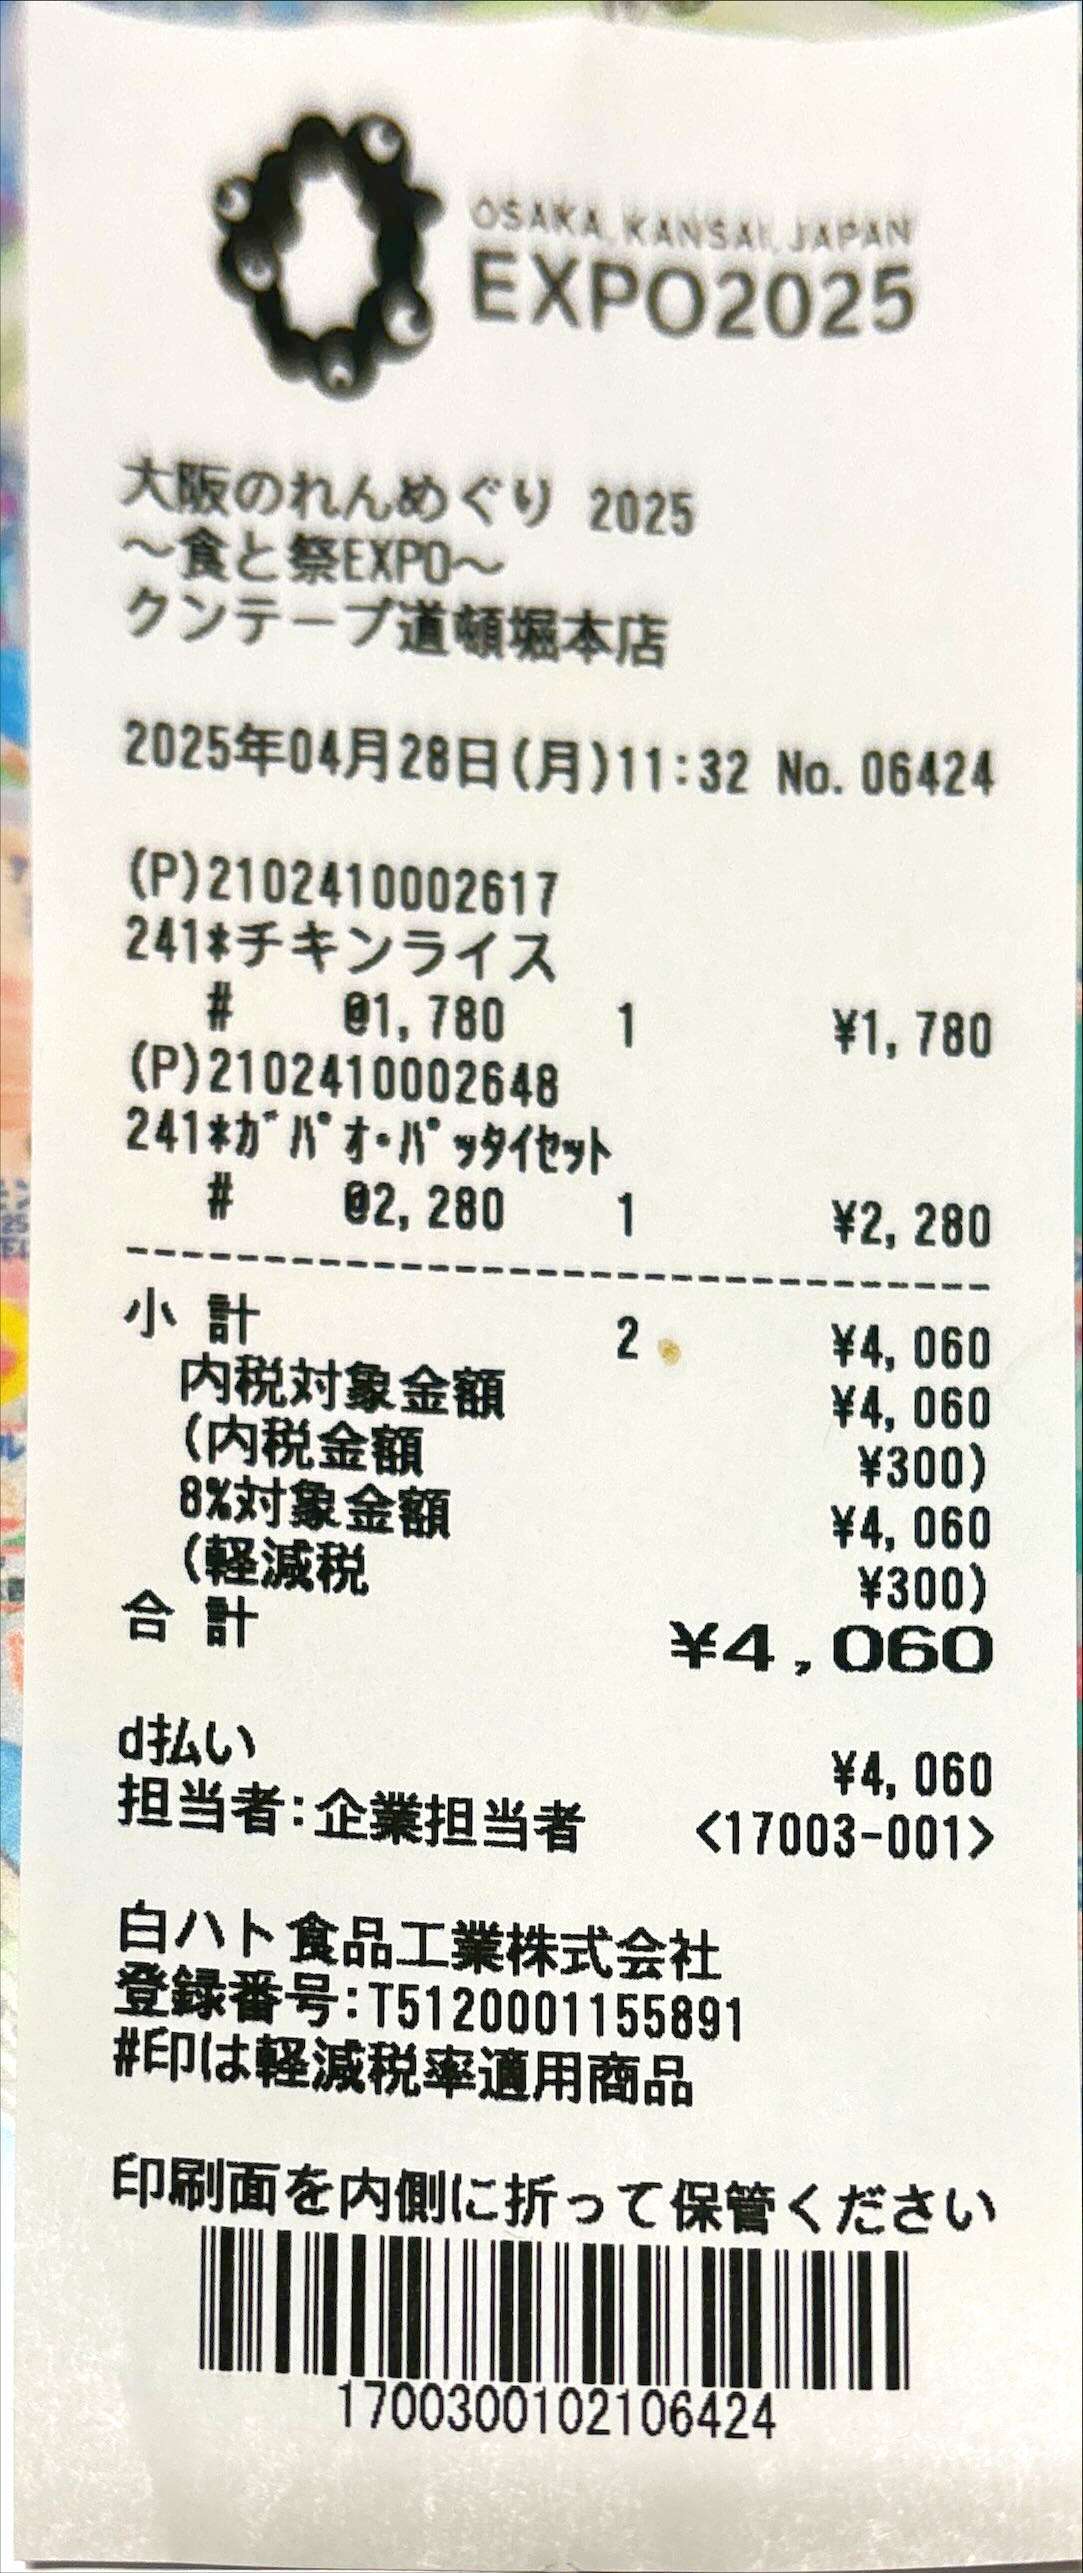 OSAKA, KANSAI, JAPAN
EXPO2025
大阪のれんめぐり 2025
～食と祭EXPO～
クンテープ道頓堀本店
2025年04月28日(月)11:32 No.06424
(P)2102410002617
241*チキンライス
# @1,780 1 ¥1,780
(P)2102410002648
241*ｶﾞﾊﾟｵ･ﾊﾟｯﾀｲｾｯﾄ
# @2,280 1 ¥2,280
--------------------------------
小 計 2 ¥4,060
内税対象金額 ¥4,060
(内税金額 ¥300)
8%対象金額 ¥4,060
(軽減税 ¥300)
合 計 ¥4,060
d払い ¥4,060
担当者:企業担当者 <17003-001>
白ハト食品工業株式会社
登録番号:T5120001155891
#印は軽減税率適用商品
印刷面を内側に折って保管ください
1700300102106424